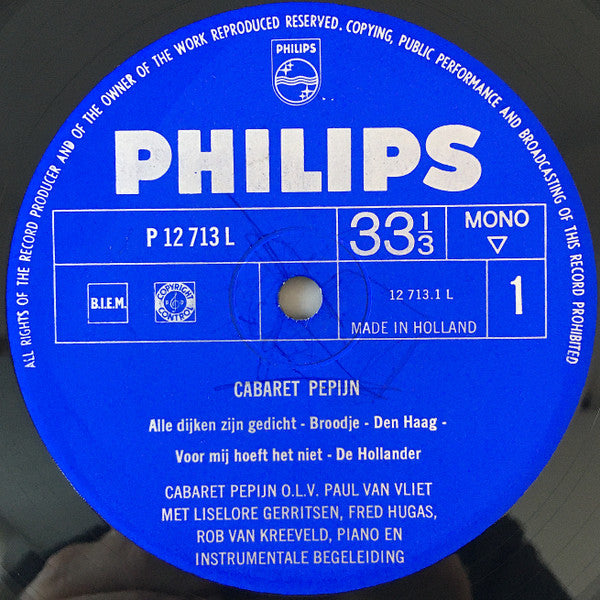 ALL RIGHTS OF THE RECORD PRODUCER AND OF THE OWNER OF THE WORK REPRODUCED RESERVED. COPYING, PUBLIC PERFORMANCE AND BROADCASTING OF THIS RECORD PROHIBITED
PHILIPS
PHILIPS
P 12 713 L
33 1/3
MONO
B.I.E.M.
COPYRIGHT CONTROL
12 713.1 L
1
MADE IN HOLLAND
CABARET PEPIJN
Alle dijken zijn gedicht - Broodje - Den Haag -
Voor mij hoeft het niet - De Hollander
CABARET PEPIJN O.L.V. PAUL VAN VLIET
MET LISELORE GERRITSEN, FRED HUGAS,
ROB VAN KREEVELD, PIANO EN
INSTRUMENTALE BEGELEIDING